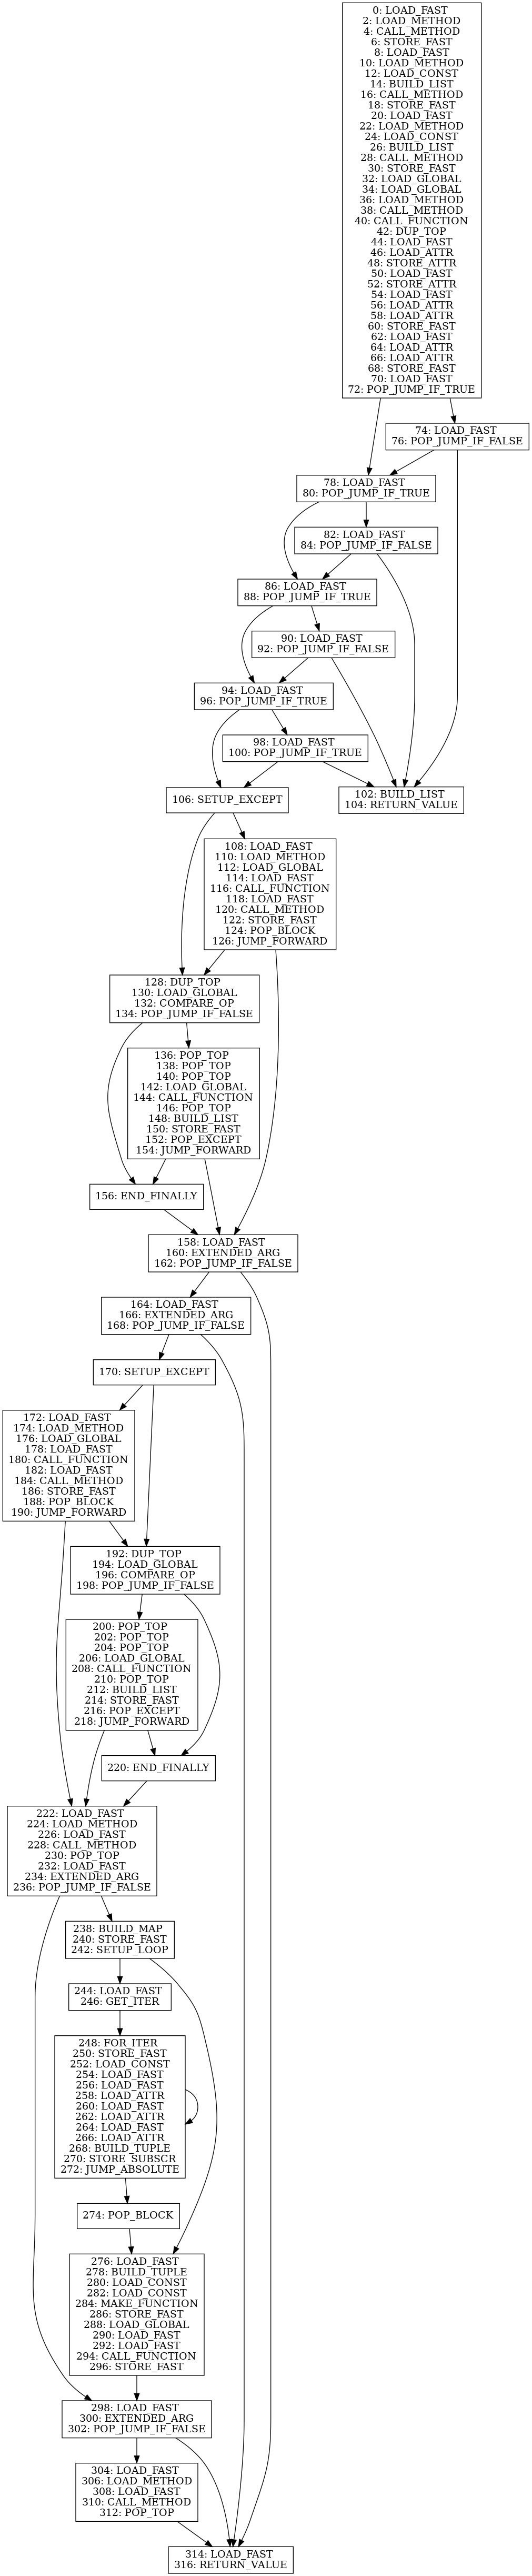 0: LOAD_FAST
2: LOAD_METHOD
4: CALL_METHOD
6: STORE_FAST
8: LOAD_FAST
10: LOAD_METHOD
12: LOAD_CONST
14: BUILD_LIST
16: CALL_METHOD
18: STORE_FAST
20: LOAD_FAST
22: LOAD_METHOD
24: LOAD_CONST
26: BUILD_LIST
28: CALL_METHOD
30: STORE_FAST
32: LOAD_GLOBAL
34: LOAD_GLOBAL
36: LOAD_METHOD
38: CALL_METHOD
40: CALL_FUNCTION
42: DUP_TOP
44: LOAD_FAST
46: LOAD_ATTR
48: STORE_ATTR
50: LOAD_FAST
52: STORE_ATTR
54: LOAD_FAST
56: LOAD_ATTR
58: LOAD_ATTR
60: STORE_FAST
62: LOAD_FAST
64: LOAD_ATTR
66: LOAD_ATTR
68: STORE_FAST
70: LOAD_FAST
72: POP_JUMP_IF_TRUE
74: LOAD_FAST
76: POP_JUMP_IF_FALSE
78: LOAD_FAST
80: POP_JUMP_IF_TRUE
82: LOAD_FAST
84: POP_JUMP_IF_FALSE
86: LOAD_FAST
88: POP_JUMP_IF_TRUE
90: LOAD_FAST
92: POP_JUMP_IF_FALSE
94: LOAD_FAST
96: POP_JUMP_IF_TRUE
98: LOAD_FAST
100: POP_JUMP_IF_TRUE
102: BUILD_LIST
104: RETURN_VALUE
106: SETUP_EXCEPT
108: LOAD_FAST
110: LOAD_METHOD
112: LOAD_GLOBAL
114: LOAD_FAST
116: CALL_FUNCTION
118: LOAD_FAST
120: CALL_METHOD
122: STORE_FAST
124: POP_BLOCK
126: JUMP_FORWARD
128: DUP_TOP
130: LOAD_GLOBAL
132: COMPARE_OP
134: POP_JUMP_IF_FALSE
136: POP_TOP
138: POP_TOP
140: POP_TOP
142: LOAD_GLOBAL
144: CALL_FUNCTION
146: POP_TOP
148: BUILD_LIST
150: STORE_FAST
152: POP_EXCEPT
154: JUMP_FORWARD
156: END_FINALLY
158: LOAD_FAST
160: EXTENDED_ARG
162: POP_JUMP_IF_FALSE
164: LOAD_FAST
166: EXTENDED_ARG
168: POP_JUMP_IF_FALSE
170: SETUP_EXCEPT
172: LOAD_FAST
174: LOAD_METHOD
176: LOAD_GLOBAL
178: LOAD_FAST
180: CALL_FUNCTION
182: LOAD_FAST
184: CALL_METHOD
186: STORE_FAST
188: POP_BLOCK
190: JUMP_FORWARD
192: DUP_TOP
194: LOAD_GLOBAL
196: COMPARE_OP
198: POP_JUMP_IF_FALSE
200: POP_TOP
202: POP_TOP
204: POP_TOP
206: LOAD_GLOBAL
208: CALL_FUNCTION
210: POP_TOP
212: BUILD_LIST
214: STORE_FAST
216: POP_EXCEPT
218: JUMP_FORWARD
220: END_FINALLY
222: LOAD_FAST
224: LOAD_METHOD
226: LOAD_FAST
228: CALL_METHOD
230: POP_TOP
232: LOAD_FAST
234: EXTENDED_ARG
236: POP_JUMP_IF_FALSE
238: BUILD_MAP
240: STORE_FAST
242: SETUP_LOOP
244: LOAD_FAST
246: GET_ITER
248: FOR_ITER
250: STORE_FAST
252: LOAD_CONST
254: LOAD_FAST
256: LOAD_FAST
258: LOAD_ATTR
260: LOAD_FAST
262: LOAD_ATTR
264: LOAD_FAST
266: LOAD_ATTR
268: BUILD_TUPLE
270: STORE_SUBSCR
272: JUMP_ABSOLUTE
274: POP_BLOCK
276: LOAD_FAST
278: BUILD_TUPLE
280: LOAD_CONST
282: LOAD_CONST
284: MAKE_FUNCTION
286: STORE_FAST
288: LOAD_GLOBAL
290: LOAD_FAST
292: LOAD_FAST
294: CALL_FUNCTION
296: STORE_FAST
298: LOAD_FAST
300: EXTENDED_ARG
302: POP_JUMP_IF_FALSE
304: LOAD_FAST
306: LOAD_METHOD
308: LOAD_FAST
310: CALL_METHOD
312: POP_TOP
314: LOAD_FAST
316: RETURN_VALUE